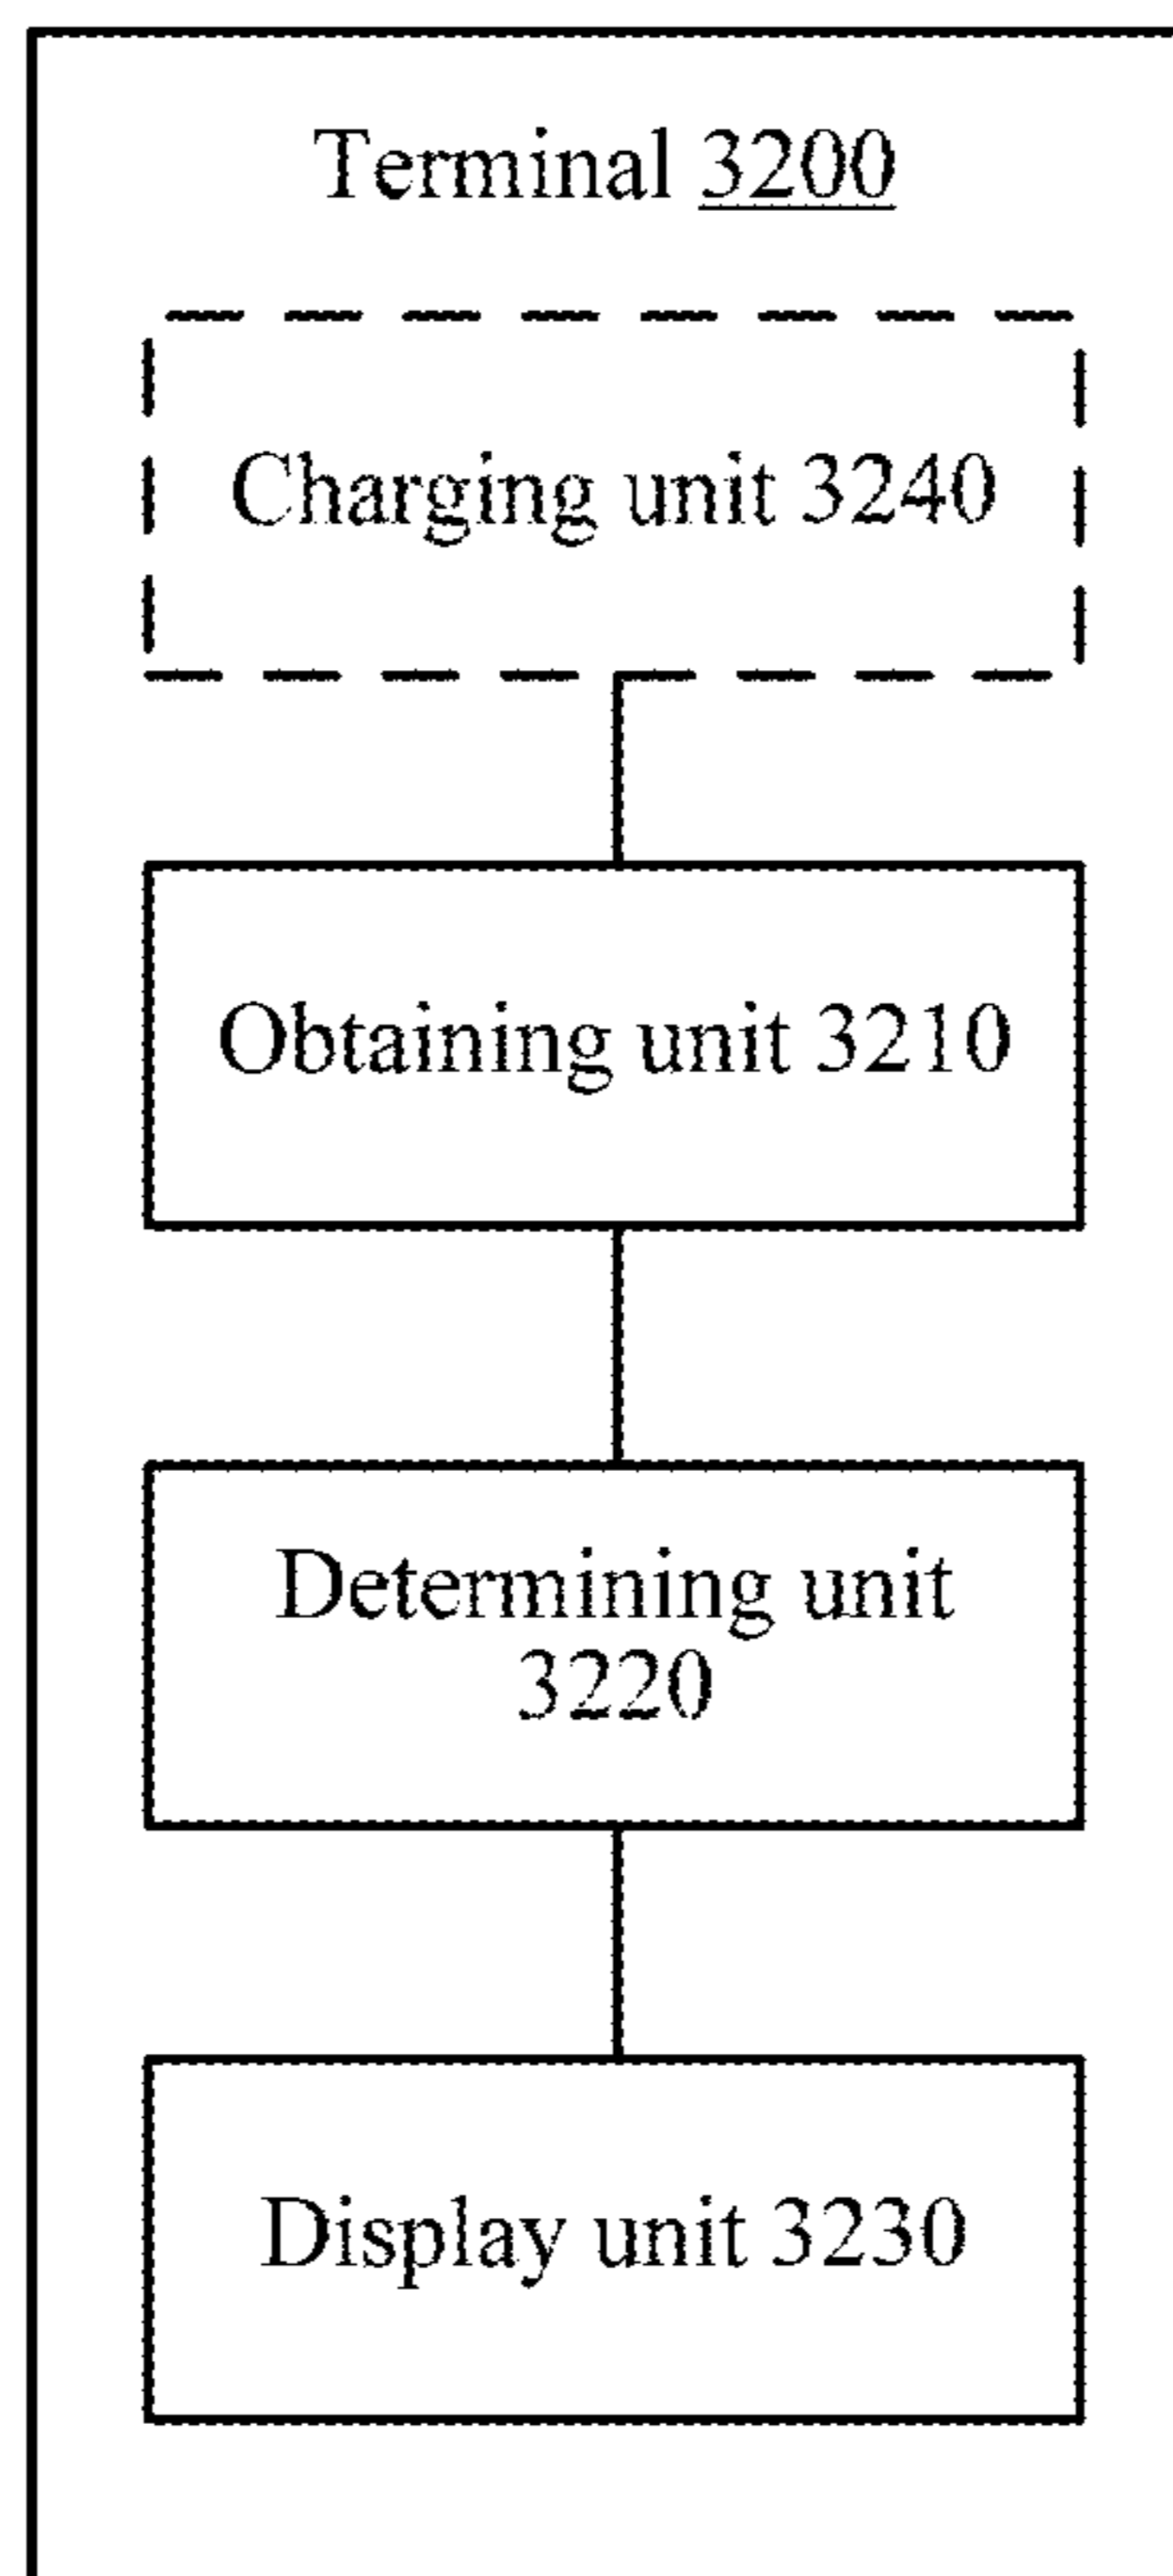 Terminal 3200
Charging unit 3240
Obtaining unit 3210
Determining unit
3220
Display unit 3230